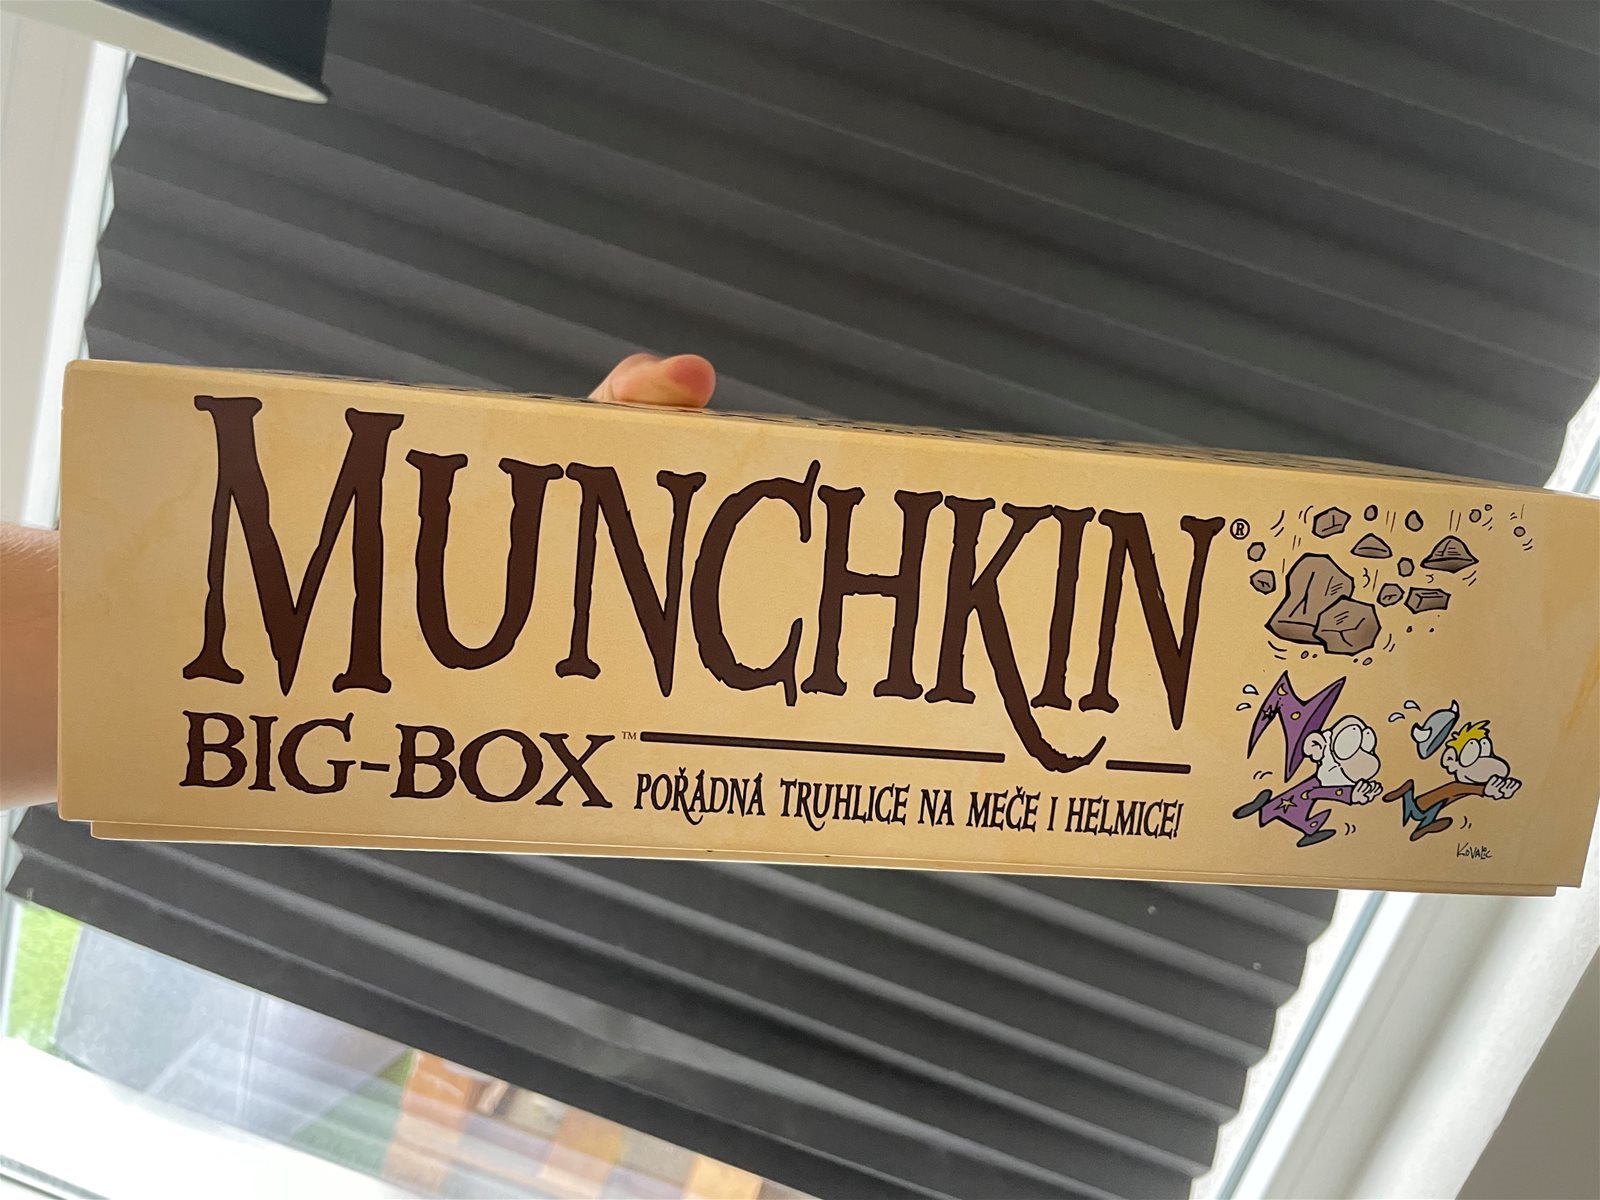 MUNCHKIN®
BIG-BOX™
POŘÁDNÁ TRUHLICE NA MEČE I HELMICE!
KOVALIC